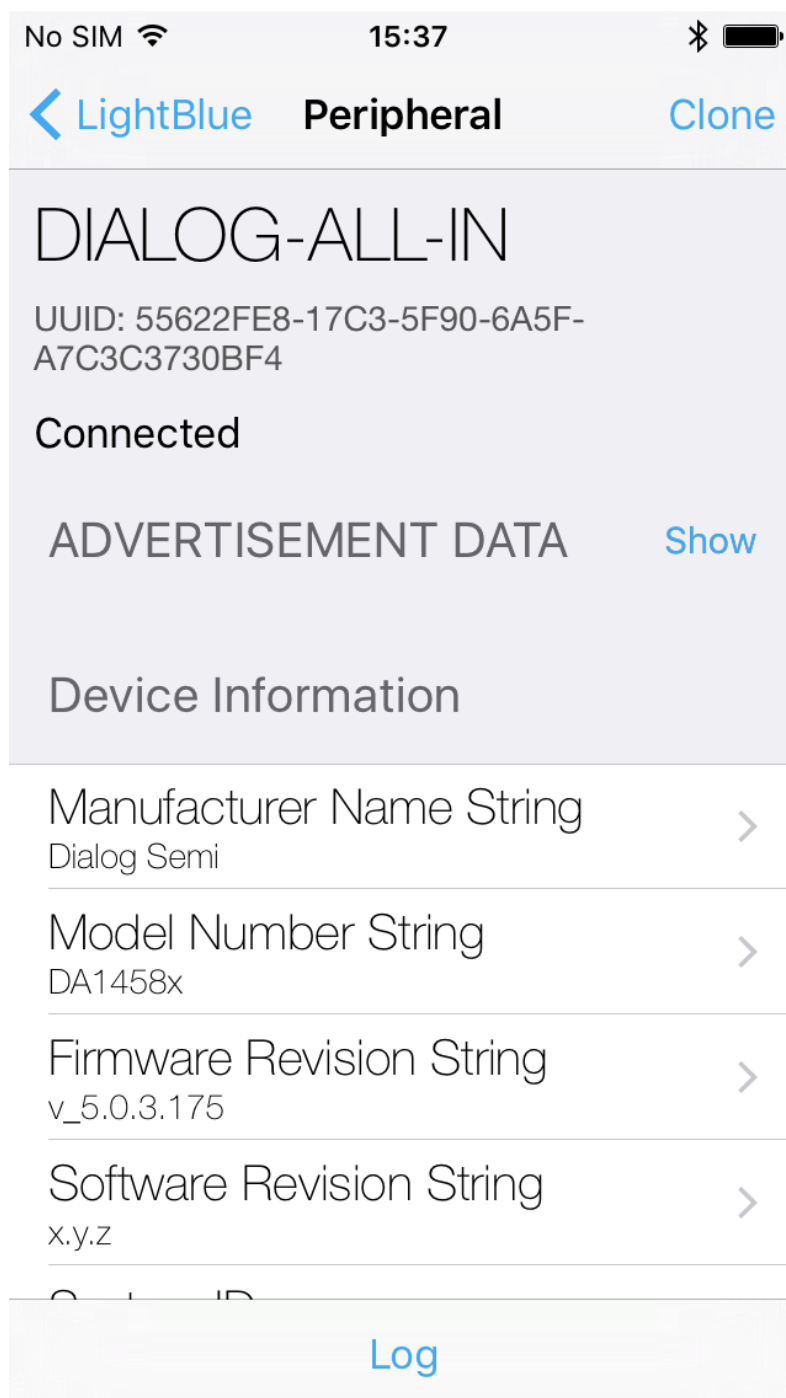 No SIM 15:37
LightBlue Peripheral Clone
DIALOG-ALL-IN
UUID: 55622FE8-17C3-5F90-6A5F-
A7C3C3730BF4
Connected
ADVERTISEMENT DATA Show
Device Information
Manufacturer Name String
Dialog Semi
Model Number String
DA1458x
Firmware Revision String
v_5.0.3.175
Software Revision String
x.y.z
Log